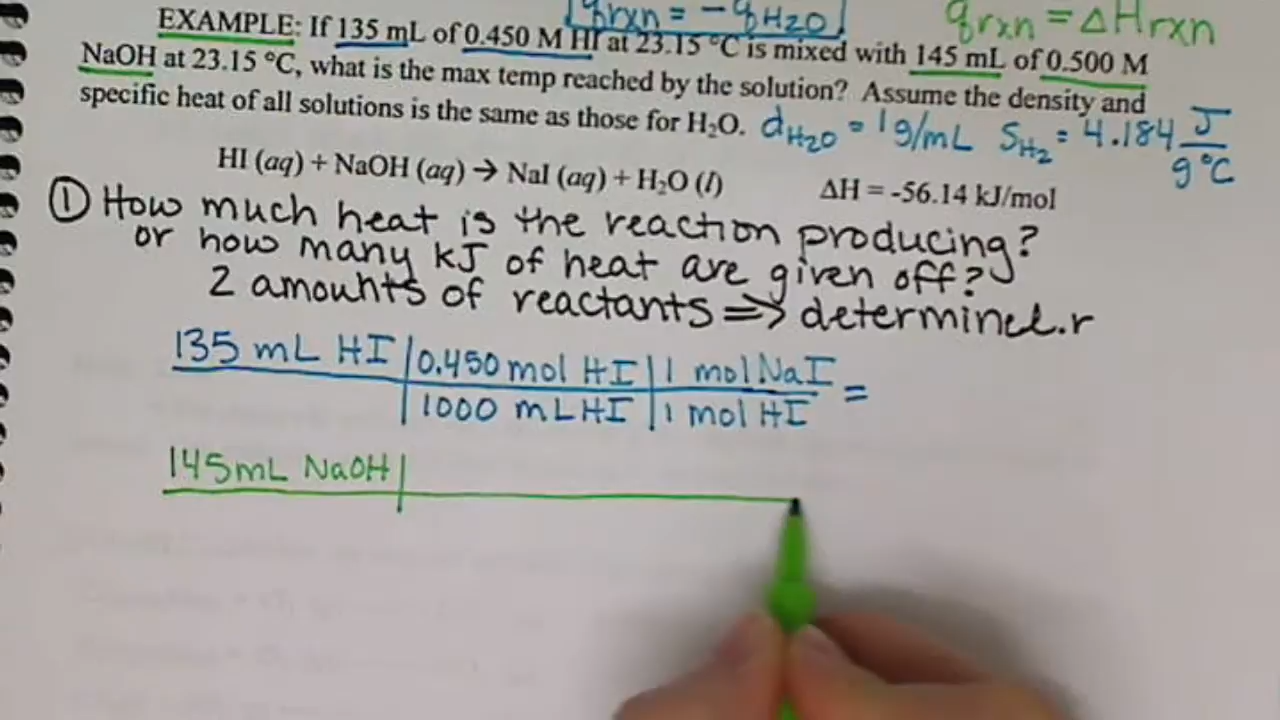 [qrxn = -qH2O]
qrxn = ΔHrxn
EXAMPLE: If 135 mL of 0.450 M HI at 23.15 °C is mixed with 145 mL of 0.500 M
NaOH at 23.15 °C, what is the max temp reached by the solution? Assume the density and
specific heat of all solutions is the same as those for H₂O. dH2O = 1g/mL SH2 = 4.184 J/g°C
HI (aq) + NaOH (aq) → NaI (aq) + H₂O (l) ΔH = -56.14 kJ/mol
① How much heat is the reaction producing?
or how many kJ of heat are given off?
2 amounts of reactants => determine l.r
135 mL HI | 0.450 mol HI | 1 mol NaI =
1000 mL HI | 1 mol HI
145mL NaOH |